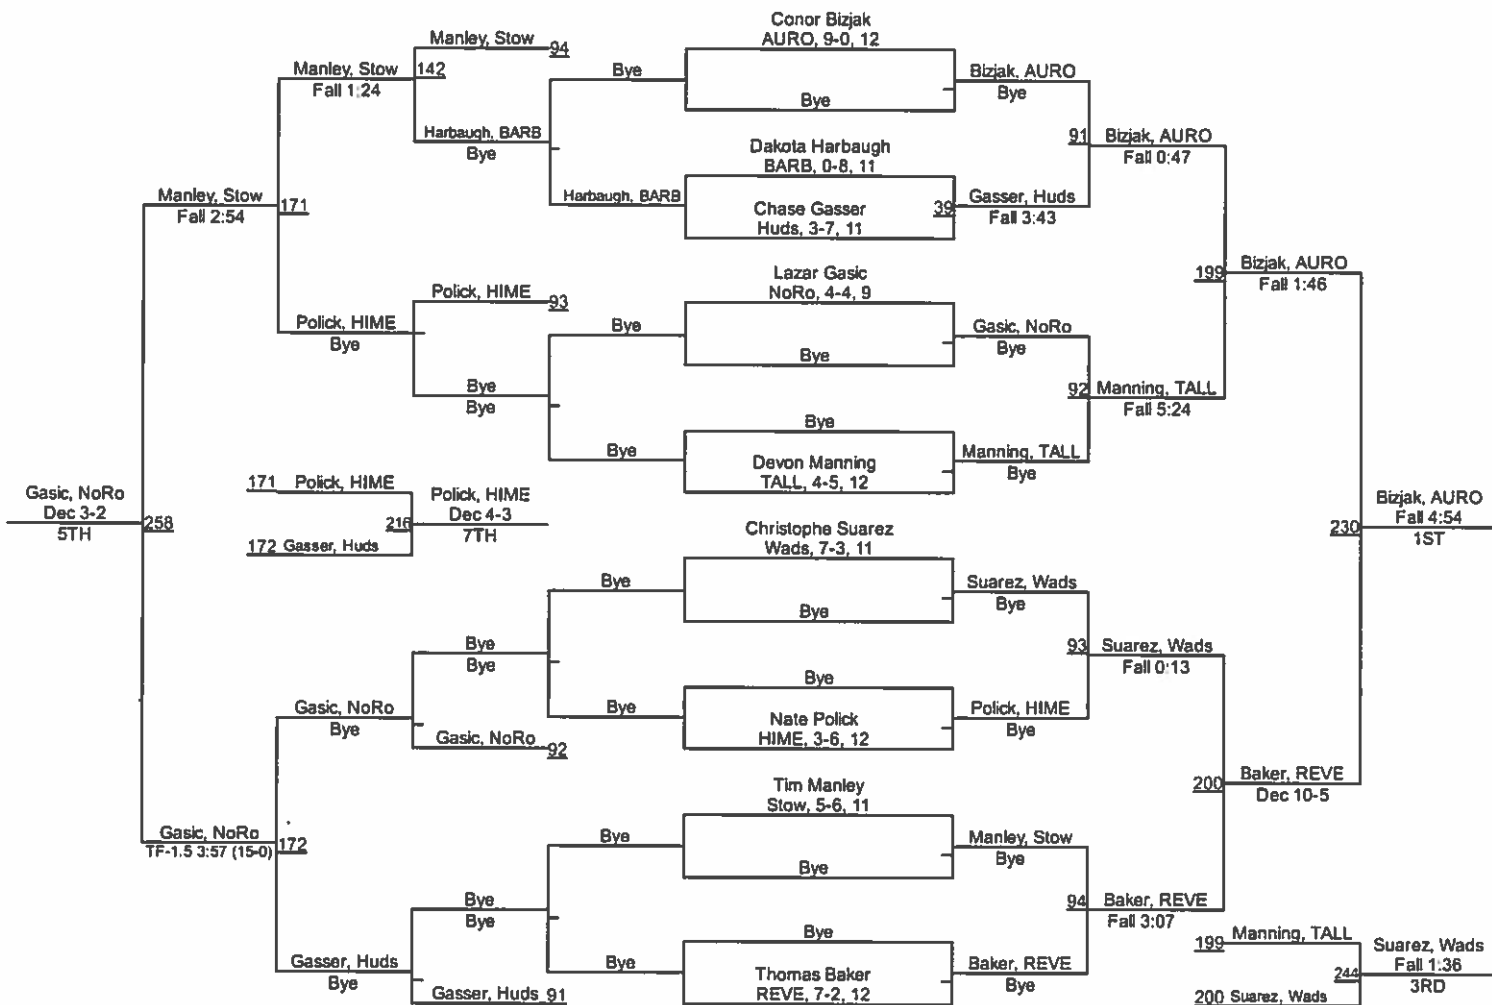 Conor Bizjak
AURO, 9-0, 12
Manley, Stow
94
Manley, Stow
142
Bye
Bizjak, AURO
Fall 1:24
Bye
Bye
Harbaugh, BARB
91
Bizjak, AURO
Bye
Dakota Harbaugh
Fall 0:47
BARB, 0-8, 11
Manley, Stow
171
Harbaugh, BARB
Chase Gasser
39
Gasser, Huds
Fall 2:54
Huds, 3-7, 11
Fall 3:43
Lazar Gasic
199
Bizjak, AURO
NoRo, 4-4, 9
Fall 1:46
Polick, HIME
93
Polick, HIME
Bye
Gasic, NoRo
Bye
Bye
Bye
Bye
92
Manning, TALL
Bye
Fall 5:24
Bye
Bye
Devon Manning
Manning, TALL
TALL, 4-5, 12
Bye
171
Polick, HIME
Gasic, NoRo
Polick, HIME
Bizjak, AURO
Dec 3-2
258
216
Dec 4-3
230
Fall 4:54
5TH
7TH
1ST
172
Gasser, Huds
Christophe Suarez
Wads, 7-3, 11
Bye
Suarez, Wads
Bye
Bye
Bye
93
Suarez, Wads
Bye
Fall 0:13
Bye
Gasic, NoRo
Bye
Nate Polick
Polick, HIME
Bye
HIME, 3-6, 12
Bye
Gasic, NoRo
92
Tim Manley
200
Baker, REVE
Stow, 5-6, 11
Dec 10-5
Gasic, NoRo
172
Bye
Manley, Stow
TF-1.5 3:57 (15-0)
Bye
Bye
Bye
94
Baker, REVE
Bye
Fall 3:07
Bye
199
Manning, TALL
Gasser, Huds
Bye
Thomas Baker
Baker, REVE
Suarez, Wads
Bye
REVE, 7-2, 12
Bye
244
Fall 1:36
3RD
Gasser, Huds
91
200
Suarez, Wads